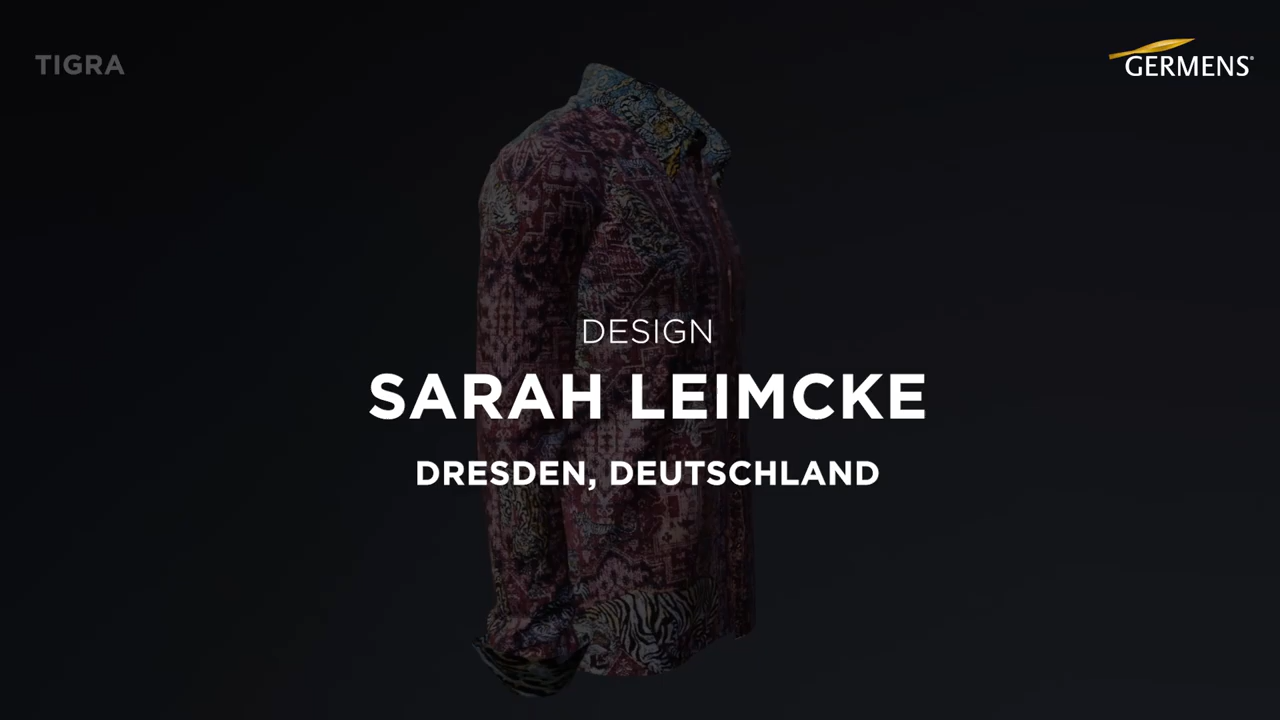 TIGRA
GERMENS®
DESIGN
SARAH LEIMCKE
DRESDEN, DEUTSCHLAND